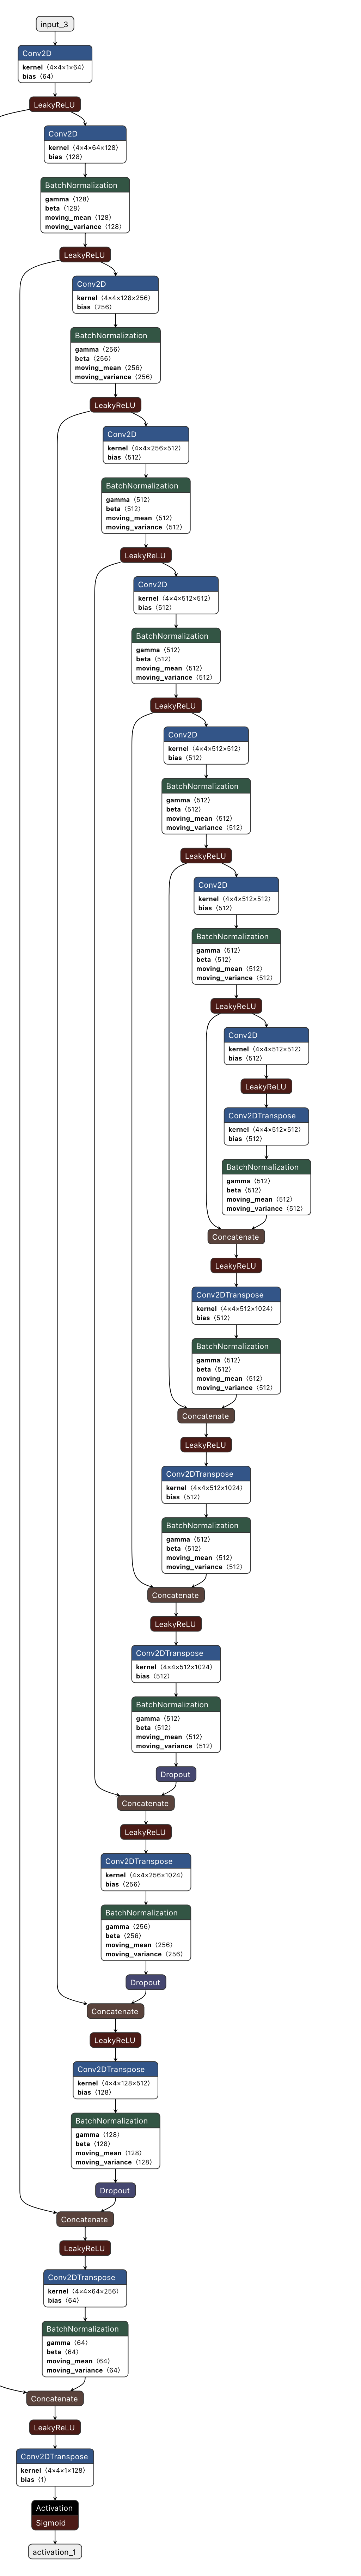 input_3
Conv2D
kernel ⟨4×4×1×64⟩
bias ⟨64⟩
LeakyReLU
Conv2D
kernel ⟨4×4×64×128⟩
bias ⟨128⟩
BatchNormalization
gamma ⟨128⟩
beta ⟨128⟩
moving_mean ⟨128⟩
moving_variance ⟨128⟩
LeakyReLU
Conv2D
kernel ⟨4×4×128×256⟩
bias ⟨256⟩
BatchNormalization
gamma ⟨256⟩
beta ⟨256⟩
moving_mean ⟨256⟩
moving_variance ⟨256⟩
LeakyReLU
Conv2D
kernel ⟨4×4×256×512⟩
bias ⟨512⟩
BatchNormalization
gamma ⟨512⟩
beta ⟨512⟩
moving_mean ⟨512⟩
moving_variance ⟨512⟩
LeakyReLU
Conv2D
kernel ⟨4×4×512×512⟩
bias ⟨512⟩
BatchNormalization
gamma ⟨512⟩
beta ⟨512⟩
moving_mean ⟨512⟩
moving_variance ⟨512⟩
LeakyReLU
Conv2D
kernel ⟨4×4×512×512⟩
bias ⟨512⟩
BatchNormalization
gamma ⟨512⟩
beta ⟨512⟩
moving_mean ⟨512⟩
moving_variance ⟨512⟩
LeakyReLU
Conv2D
kernel ⟨4×4×512×512⟩
bias ⟨512⟩
BatchNormalization
gamma ⟨512⟩
beta ⟨512⟩
moving_mean ⟨512⟩
moving_variance ⟨512⟩
LeakyReLU
Conv2D
kernel ⟨4×4×512×512⟩
bias ⟨512⟩
LeakyReLU
Conv2DTranspose
kernel ⟨4×4×512×512⟩
bias ⟨512⟩
BatchNormalization
gamma ⟨512⟩
beta ⟨512⟩
moving_mean ⟨512⟩
moving_variance ⟨512⟩
Concatenate
LeakyReLU
Conv2DTranspose
kernel ⟨4×4×512×1024⟩
bias ⟨512⟩
BatchNormalization
gamma ⟨512⟩
beta ⟨512⟩
moving_mean ⟨512⟩
moving_variance ⟨512⟩
Concatenate
LeakyReLU
Conv2DTranspose
kernel ⟨4×4×512×1024⟩
bias ⟨512⟩
BatchNormalization
gamma ⟨512⟩
beta ⟨512⟩
moving_mean ⟨512⟩
moving_variance ⟨512⟩
Concatenate
LeakyReLU
Conv2DTranspose
kernel ⟨4×4×512×1024⟩
bias ⟨512⟩
BatchNormalization
gamma ⟨512⟩
beta ⟨512⟩
moving_mean ⟨512⟩
moving_variance ⟨512⟩
Dropout
Concatenate
LeakyReLU
Conv2DTranspose
kernel ⟨4×4×256×1024⟩
bias ⟨256⟩
BatchNormalization
gamma ⟨256⟩
beta ⟨256⟩
moving_mean ⟨256⟩
moving_variance ⟨256⟩
Dropout
Concatenate
LeakyReLU
Conv2DTranspose
kernel ⟨4×4×128×512⟩
bias ⟨128⟩
BatchNormalization
gamma ⟨128⟩
beta ⟨128⟩
moving_mean ⟨128⟩
moving_variance ⟨128⟩
Dropout
Concatenate
LeakyReLU
Conv2DTranspose
kernel ⟨4×4×64×256⟩
bias ⟨64⟩
BatchNormalization
gamma ⟨64⟩
beta ⟨64⟩
moving_mean ⟨64⟩
moving_variance ⟨64⟩
Concatenate
LeakyReLU
Conv2DTranspose
kernel ⟨4×4×1×128⟩
bias ⟨1⟩
Activation
Sigmoid
activation_1